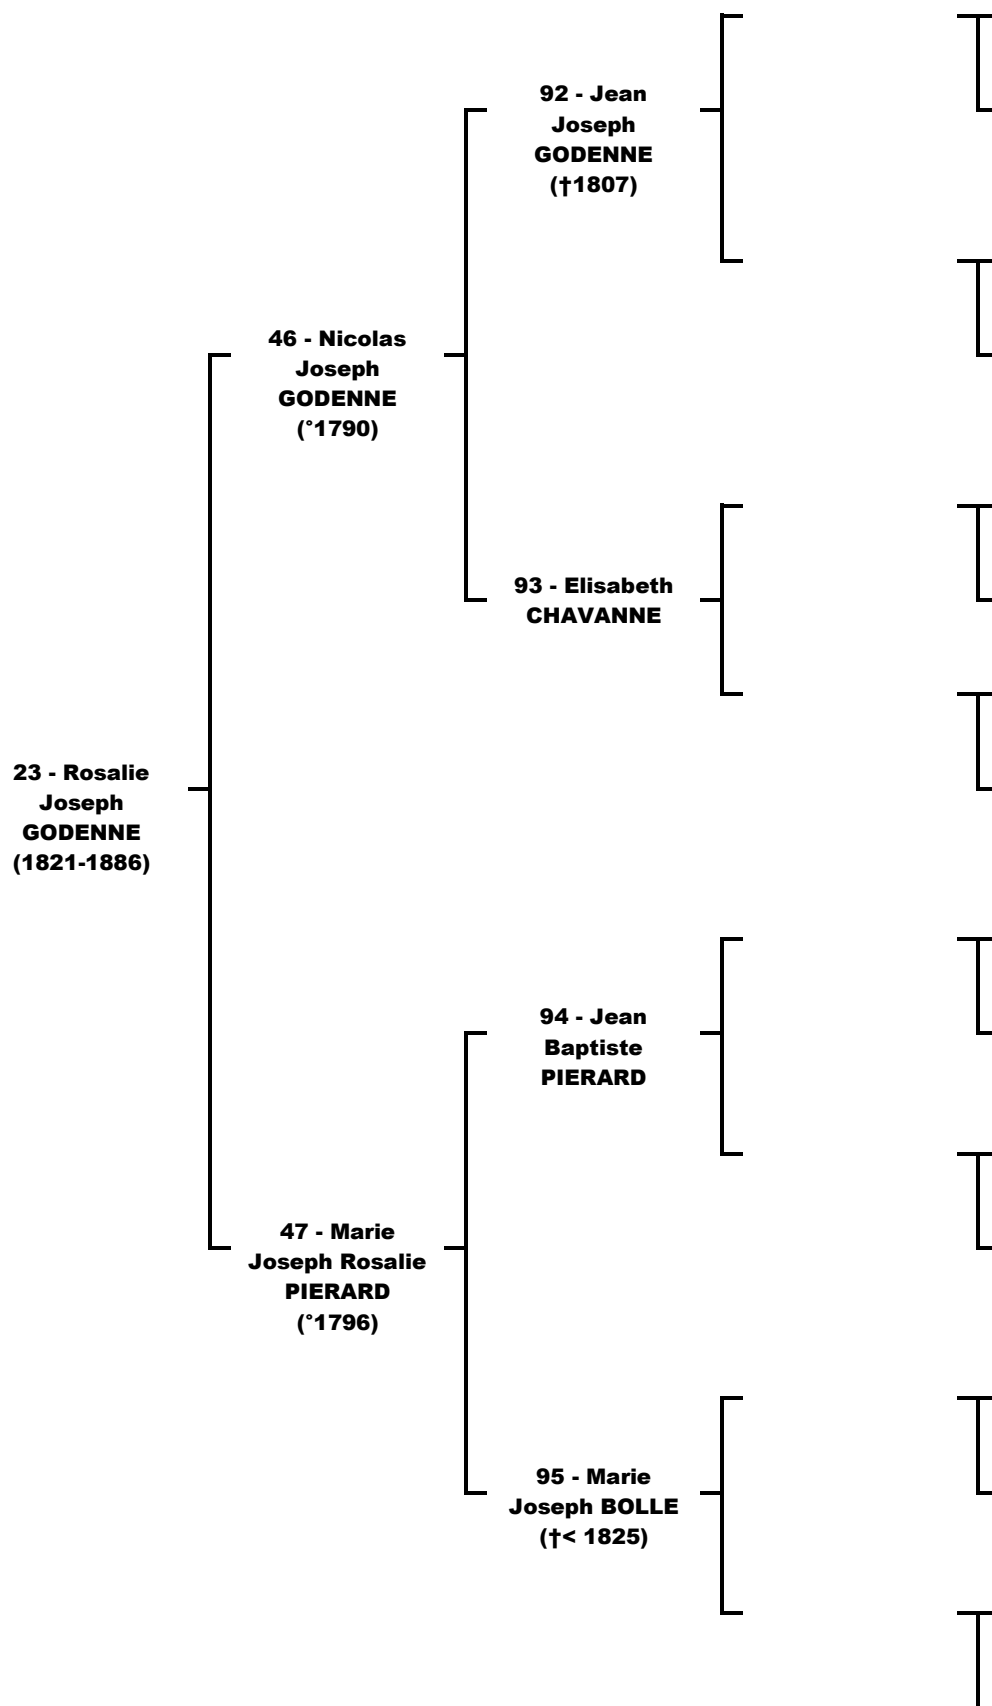 92 - Jean
Joseph
GODENNE
(†1807)
46 - Nicolas
Joseph
GODENNE
(°1790)
93 - Elisabeth
CHAVANNE
23 - Rosalie
Joseph
GODENNE
(1821-1886)
94 - Jean
Baptiste
PIERARD
47 - Marie
Joseph Rosalie
PIERARD
(°1796)
95 - Marie
Joseph BOLLE
(†< 1825)